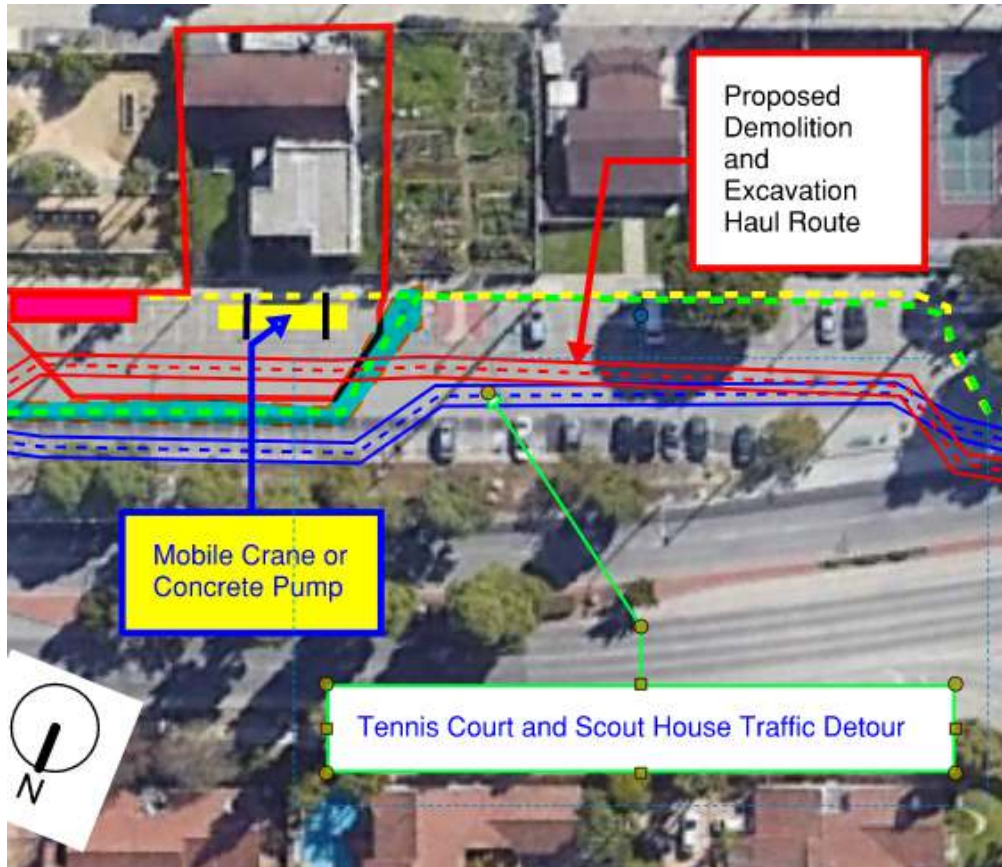 Proposed
Demolition
and
Excavation
Haul Route
Mobile Crane or
Concrete Pump
Tennis Court and Scout House Traffic Detour
N